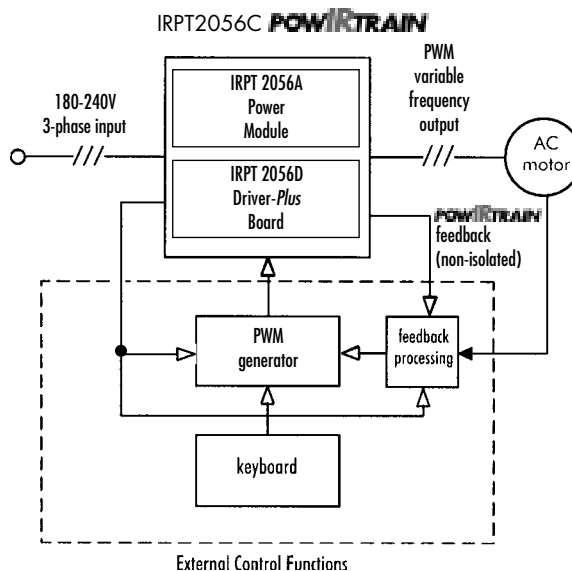 IRPT2056C POWIRTRAIN
IRPT 2056A
Power
Module
IRPT 2056D
Driver-Plus
Board
180-240V
3-phase input
PWM
variable
frequency
output
AC
motor
POWIRTRAIN
feedback
(non-isolated)
PWM
generator
feedback
processing
keyboard
External Control Functions